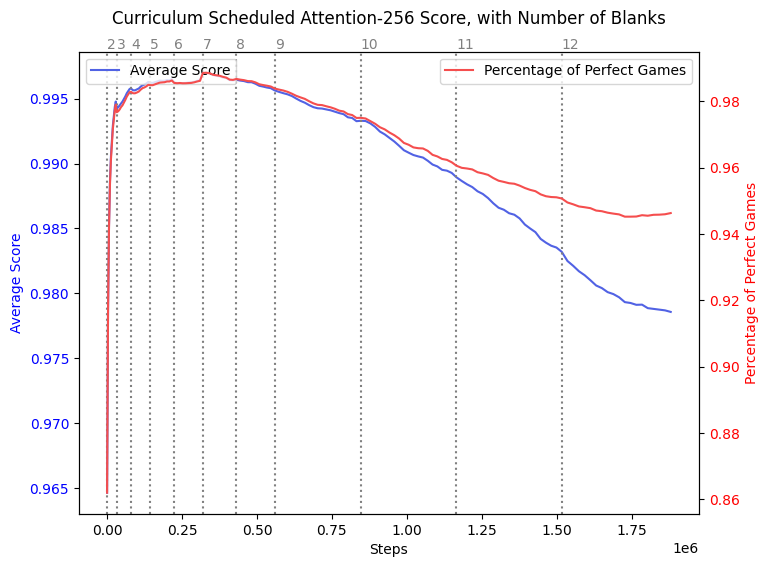 Curriculum Scheduled Attention-256 Score, with Number of Blanks
2 3 4 5 6 7 8 9 10 11 12
Average Score
Percentage of Perfect Games
0.995
0.990
0.985
0.980
0.975
0.970
0.965
Average Score
0.98
0.96
0.94
0.92
0.90
0.88
0.86
Percentage of Perfect Games
0.00 0.25 0.50 0.75 1.00 1.25 1.50 1.75
1e6
Steps